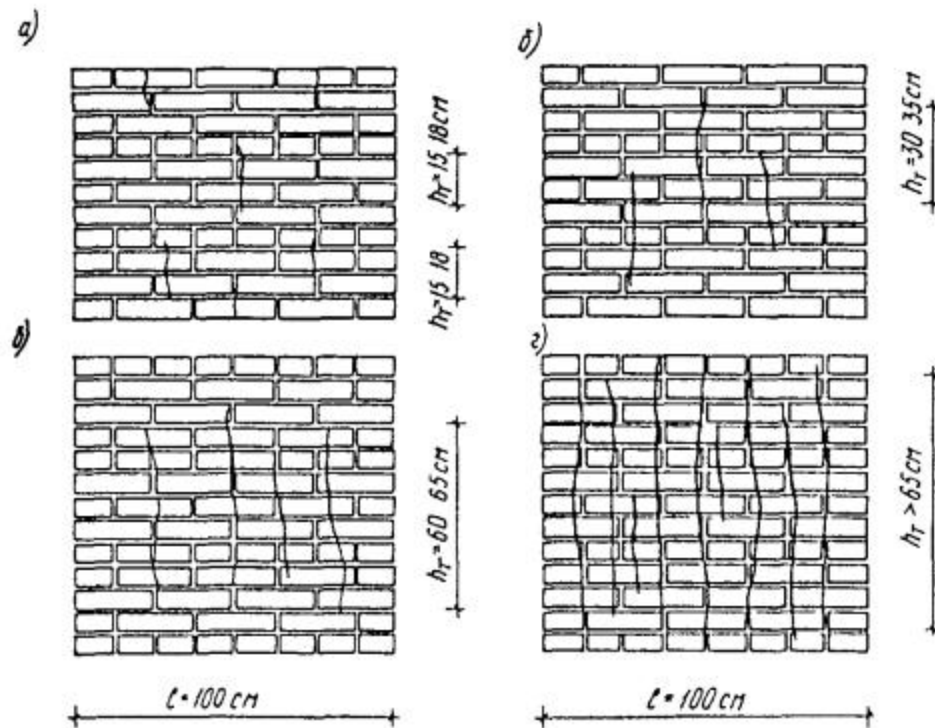 а)
б)
hт=15 18см
hт=15 18
hт=30 35см
в)
г)
hт=60 65см
hт>65см
ℓ=100 см
ℓ=100 см